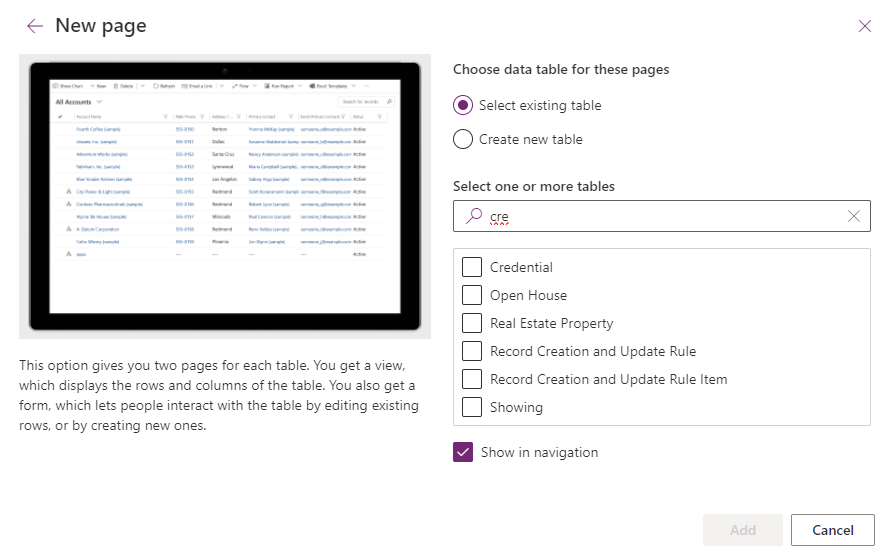 New page
Show Chart + New Delete Refresh Email a Link Flow Run Report Excel Templates
All Accounts
Search for records
Account Name Main Phone Address 1: ... Primary Contact Email (Primary Contact) Status
Fourth Coffee (sample) 555-0150 Renton Yvonne McKay (sample) someone_a@example.com Active
Litware, Inc. (sample) 555-0151 Dallas Susanna Stubberod (samp someone_b@example.com Active
Adventure Works (sample) 555-0152 Santa Cruz Nancy Anderson (sample) someone_c@example.com Active
Fabrikam, Inc. (sample) 555-0153 Lynnwood Maria Campbell (sample) someone_d@example.com Active
Blue Yonder Airlines (sample) 555-0154 Los Angeles Sidney Higa (sample) someone_e@example.com Active
City Power & Light (sample) 555-0155 Redmond Scott Konersmann (sampl someone_f@example.com Active
Contoso Pharmaceuticals (sample) 555-0156 Redmond Robert Lyon (sample) someone_g@example.com Active
Alpine Ski House (sample) 555-0157 Missoula Paul Cannon (sample) someone_h@example.com Active
A. Datum Corporation 555-0158 Redmond Rene Valdes (sample) someone_i@example.com Active
Coho Winery (sample) 555-0159 Phoenix Jim Glynn (sample) someone_j@example.com Active
--- --- --- --- Active
This option gives you two pages for each table. You get a view,
which displays the rows and columns of the table. You also get a
form, which lets people interact with the table by editing existing
rows, or by creating new ones.
Choose data table for these pages
Select existing table
Create new table
Select one or more tables
cre
Credential
Open House
Real Estate Property
Record Creation and Update Rule
Record Creation and Update Rule Item
Showing
Show in navigation
Add Cancel